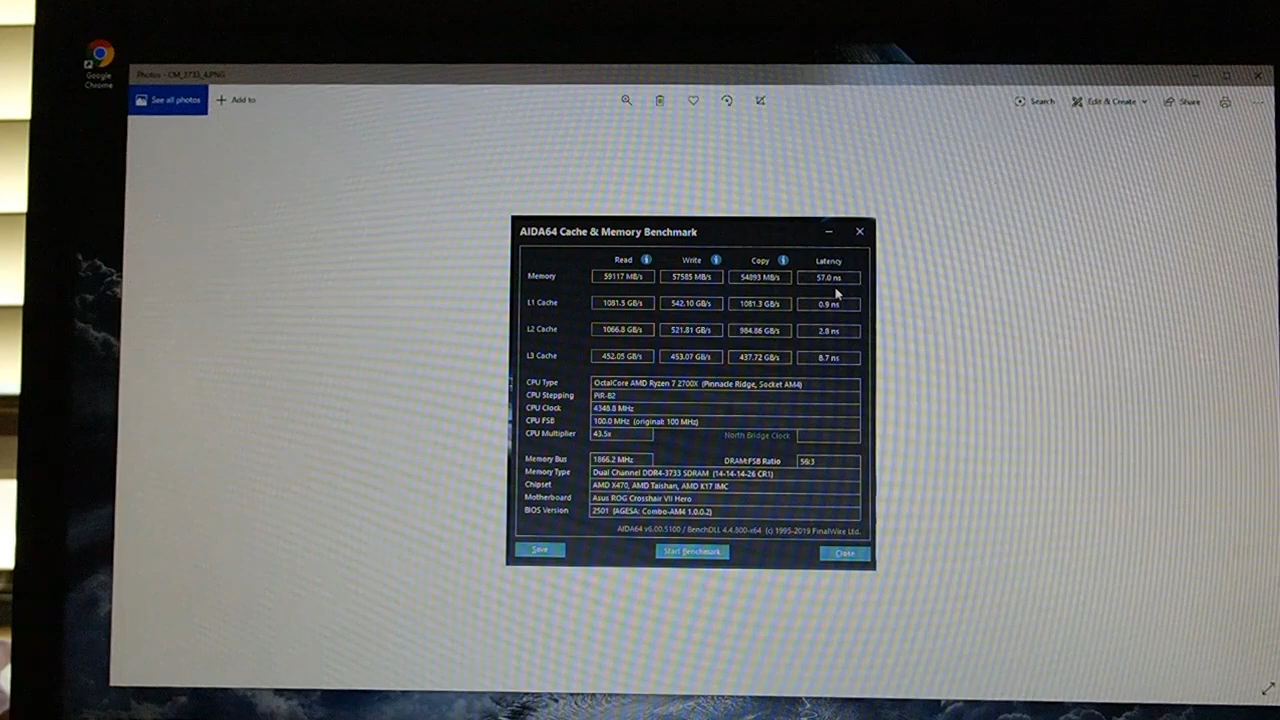 Google
Chrome
Photos - CM_3733_4.PNG
See all photos
Add to
Search
Edit & Create
Share
AIDA64 Cache & Memory Benchmark
Read Write Copy Latency
Memory 59117 MB/s 57585 MB/s 54893 MB/s 57.0 ns
L1 Cache 1081.5 GB/s 542.10 GB/s 1081.3 GB/s 0.9 ns
L2 Cache 1066.8 GB/s 521.81 GB/s 984.86 GB/s 2.8 ns
L3 Cache 452.05 GB/s 453.07 GB/s 437.72 GB/s 8.7 ns
CPU Type OctalCore AMD Ryzen 7 2700X (Pinnacle Ridge, Socket AM4)
CPU Stepping PiR-B2
CPU Clock 4348.8 MHz
CPU FSB 100.0 MHz (original: 100 MHz)
CPU Multiplier 43.5x North Bridge Clock
Memory Bus 1866.2 MHz DRAM:FSB Ratio 56:3
Memory Type Dual Channel DDR4-3733 SDRAM (14-14-14-26 CR1)
Chipset AMD X470, AMD Taishan, AMD K17 IMC
Motherboard Asus ROG Crosshair VII Hero
BIOS Version 2501 (AGESA: Combo-AM4 1.0.0.2)
AIDA64 v6.00.5100 / BenchDLL 4.4.800-x64 (c) 1995-2019 FinalWire Ltd.
Save Start Benchmark Close